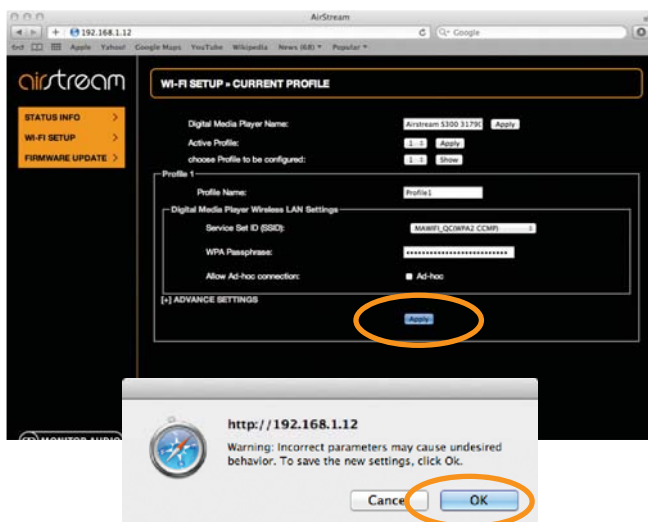 AirStream
192.168.1.12
Google
Apple Yahoo! Google Maps YouTube Wikipedia News (68) Popular
airstream
WI-FI SETUP » CURRENT PROFILE
STATUS INFO >
WI-FI SETUP >
FIRMWARE UPDATE >
Digital Media Player Name: Airstream S300 3179 Apply
Active Profile: 1 Apply
choose Profile to be configured: 1 Show
Profile 1
Profile Name: Profile1
Digital Media Player Wireless LAN Settings
Service Set ID (SSID): MAWIFI_QC(WPA2 CCMP)
WPA Passphrase: ••••••••••••••••••••••••••
Allow Ad-hoc connection: Ad-hoc
[+] ADVANCE SETTINGS
Apply
MONITOR AUDIO
http://192.168.1.12
Warning: Incorrect parameters may cause undesired
behavior. To save the new settings, click Ok.
Cancel OK